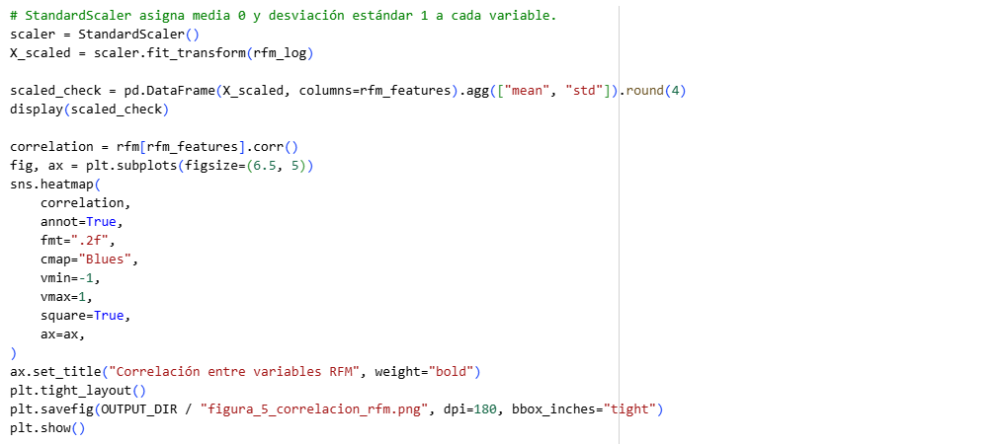 # StandardScaler asigna media 0 y desviación estándar 1 a cada variable.
scaler = StandardScaler()
X_scaled = scaler.fit_transform(rfm_log)

scaled_check = pd.DataFrame(X_scaled, columns=rfm_features).agg(["mean", "std"]).round(4)
display(scaled_check)

correlation = rfm[rfm_features].corr()
fig, ax = plt.subplots(figsize=(6.5, 5))
sns.heatmap(
    correlation,
    annot=True,
    fmt=".2f",
    cmap="Blues",
    vmin=-1,
    vmax=1,
    square=True,
    ax=ax,
)
ax.set_title("Correlación entre variables RFM", weight="bold")
plt.tight_layout()
plt.savefig(OUTPUT_DIR / "figura_5_correlacion_rfm.png", dpi=180, bbox_inches="tight")
plt.show()